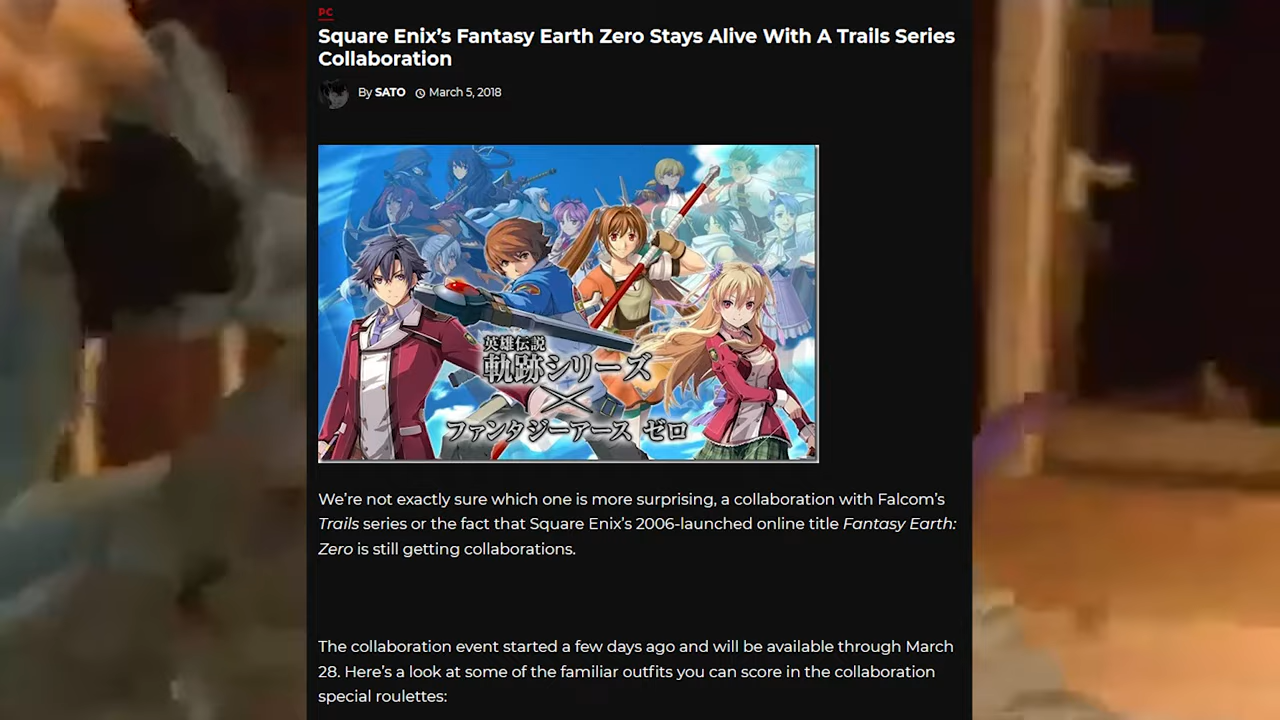 PC
Square Enix’s Fantasy Earth Zero Stays Alive With A Trails Series
Collaboration
By SATO March 5, 2018
英雄伝説
軌跡シリーズ
×
ファンタジーアース ゼロ
We’re not exactly sure which one is more surprising, a collaboration with Falcom’s
Trails series or the fact that Square Enix’s 2006-launched online title Fantasy Earth:
Zero is still getting collaborations.
The collaboration event started a few days ago and will be available through March
28. Here’s a look at some of the familiar outfits you can score in the collaboration
special roulettes: